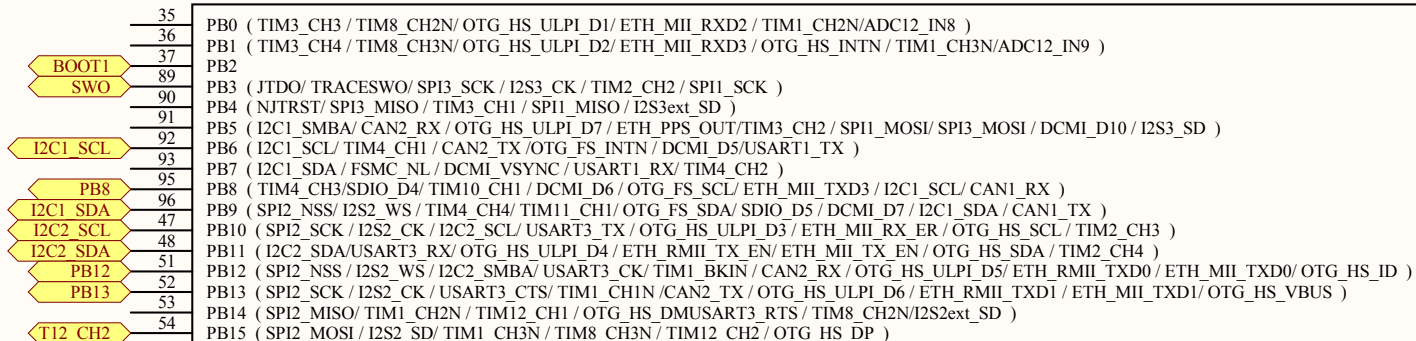 35 PB0 ( TIM3_CH3 / TIM8_CH2N/ OTG_HS_ULPI_D1/ ETH_MII_RXD2 / TIM1_CH2N/ADC12_IN8 )
36 PB1 ( TIM3_CH4 / TIM8_CH3N/ OTG_HS_ULPI_D2/ ETH_MII_RXD3 / OTG_HS_INTN / TIM1_CH3N/ADC12_IN9 )
BOOT1 37 PB2
SWO 89 PB3 ( JTDO/ TRACESWO/ SPI3_SCK / I2S3_CK / TIM2_CH2 / SPI1_SCK )
90 PB4 ( NJTRST/ SPI3_MISO / TIM3_CH1 / SPI1_MISO / I2S3ext_SD )
91 PB5 ( I2C1_SMBA/ CAN2_RX / OTG_HS_ULPI_D7 / ETH_PPS_OUT/TIM3_CH2 / SPI1_MOSI/ SPI3_MOSI / DCMI_D10 / I2S3_SD )
I2C1_SCL 92 PB6 ( I2C1_SCL/ TIM4_CH1 / CAN2_TX /OTG_FS_INTN / DCMI_D5/USART1_TX )
93 PB7 ( I2C1_SDA / FSMC_NL / DCMI_VSYNC / USART1_RX/ TIM4_CH2 )
PB8 95 PB8 ( TIM4_CH3/SDIO_D4/ TIM10_CH1 / DCMI_D6 / OTG_FS_SCL/ ETH_MII_TXD3 / I2C1_SCL/ CAN1_RX )
I2C1_SDA 96 PB9 ( SPI2_NSS/ I2S2_WS / TIM4_CH4/ TIM11_CH1/ OTG_FS_SDA/ SDIO_D5 / DCMI_D7 / I2C1_SDA / CAN1_TX )
I2C2_SCL 47 PB10 ( SPI2_SCK / I2S2_CK / I2C2_SCL/ USART3_TX / OTG_HS_ULPI_D3 / ETH_MII_RX_ER / OTG_HS_SCL / TIM2_CH3 )
I2C2_SDA 48 PB11 ( I2C2_SDA/USART3_RX/ OTG_HS_ULPI_D4 / ETH_RMII_TX_EN/ ETH_MII_TX_EN / OTG_HS_SDA / TIM2_CH4 )
PB12 51 PB12 ( SPI2_NSS / I2S2_WS / I2C2_SMBA/ USART3_CK/ TIM1_BKIN / CAN2_RX / OTG_HS_ULPI_D5/ ETH_RMII_TXD0 / ETH_MII_TXD0/ OTG_HS_ID )
PB13 52 PB13 ( SPI2_SCK / I2S2_CK / USART3_CTS/ TIM1_CH1N /CAN2_TX / OTG_HS_ULPI_D6 / ETH_RMII_TXD1 / ETH_MII_TXD1/ OTG_HS_VBUS )
53 PB14 ( SPI2_MISO/ TIM1_CH2N / TIM12_CH1 / OTG_HS_DMUSART3_RTS / TIM8_CH2N/I2S2ext_SD )
T12_CH2 54 PB15 ( SPI2_MOSI / I2S2_SD/ TIM1_CH3N / TIM8_CH3N / TIM12_CH2 / OTG_HS_DP )